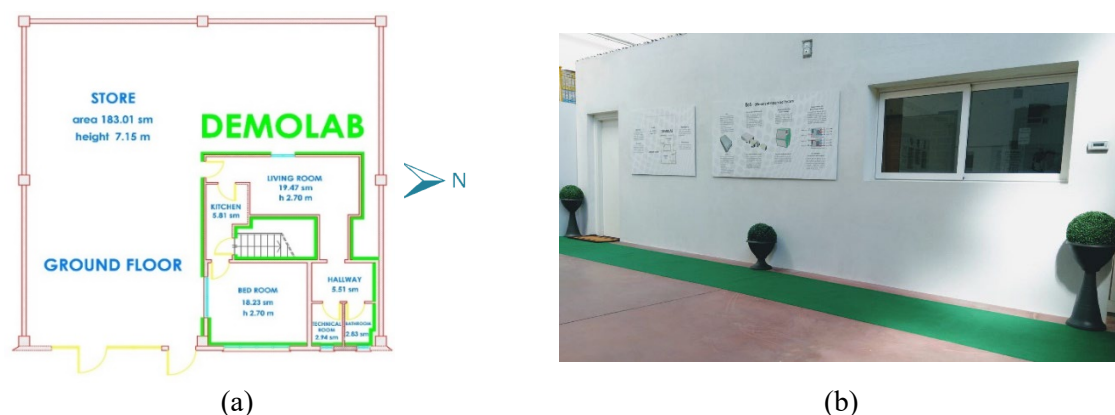 STORE
area 183.01 sm
height 7.15 m
DEMOLAB
N
LIVING ROOM
19.47 sm
h 2.70 m
KITCHEN
5.81 sm
GROUND FLOOR
HALLWAY
5.51 sm
BED ROOM
18.23 sm
h 2.70 m
TECHNICAL
ROOM
2.94 sm
BATHROOM
2.83 sm
(a)
(b)